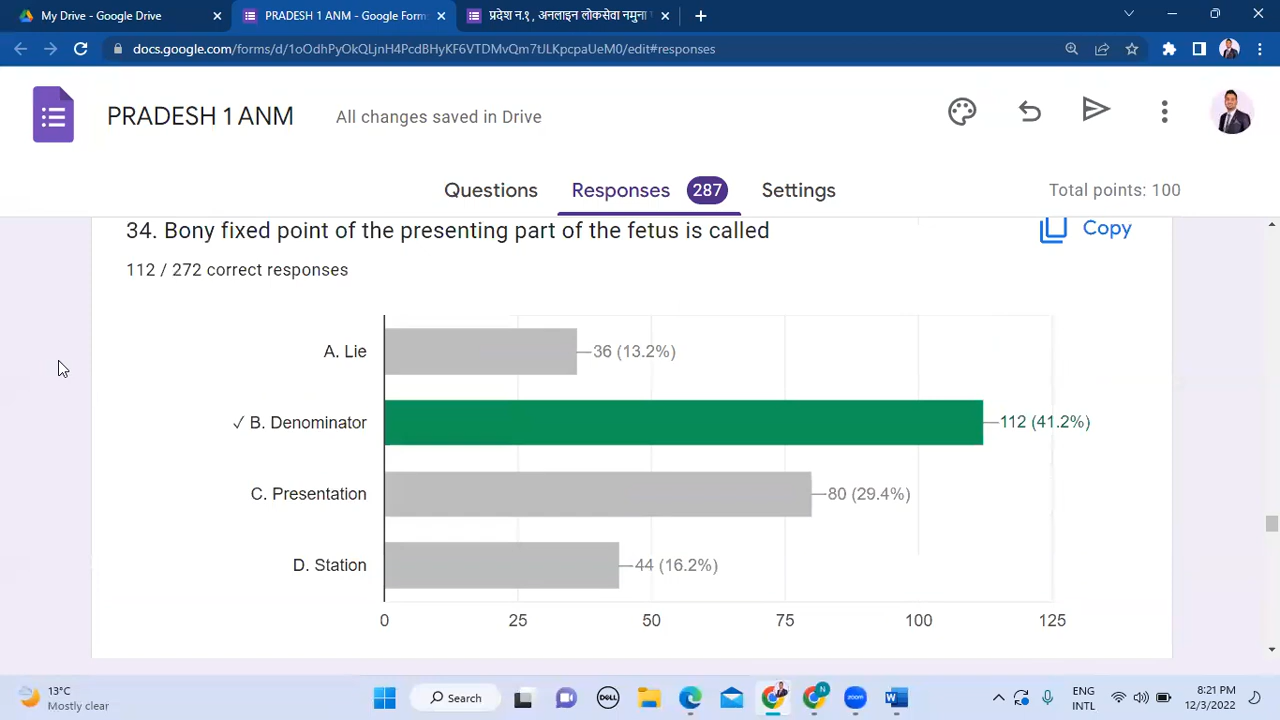 My Drive - Google Drive
PRADESH 1 ANM - Google Form
प्रदेश न.१ , अनलाइन लोकसेवा नमुना
docs.google.com/forms/d/1oOdhPyOkQLjnH4PcdBHyKF6VTDMvQm7tJLKpcpaUeM0/edit#responses
PRADESH 1 ANM
All changes saved in Drive
Questions
Responses 287
Settings
Total points: 100
34. Bony fixed point of the presenting part of the fetus is called
Copy
112 / 272 correct responses
A. Lie
36 (13.2%)
✓ B. Denominator
112 (41.2%)
C. Presentation
80 (29.4%)
D. Station
44 (16.2%)
0 25 50 75 100 125
13°C
Mostly clear
Search
DELL
zoom
ENG
INTL
8:21 PM
12/3/2022